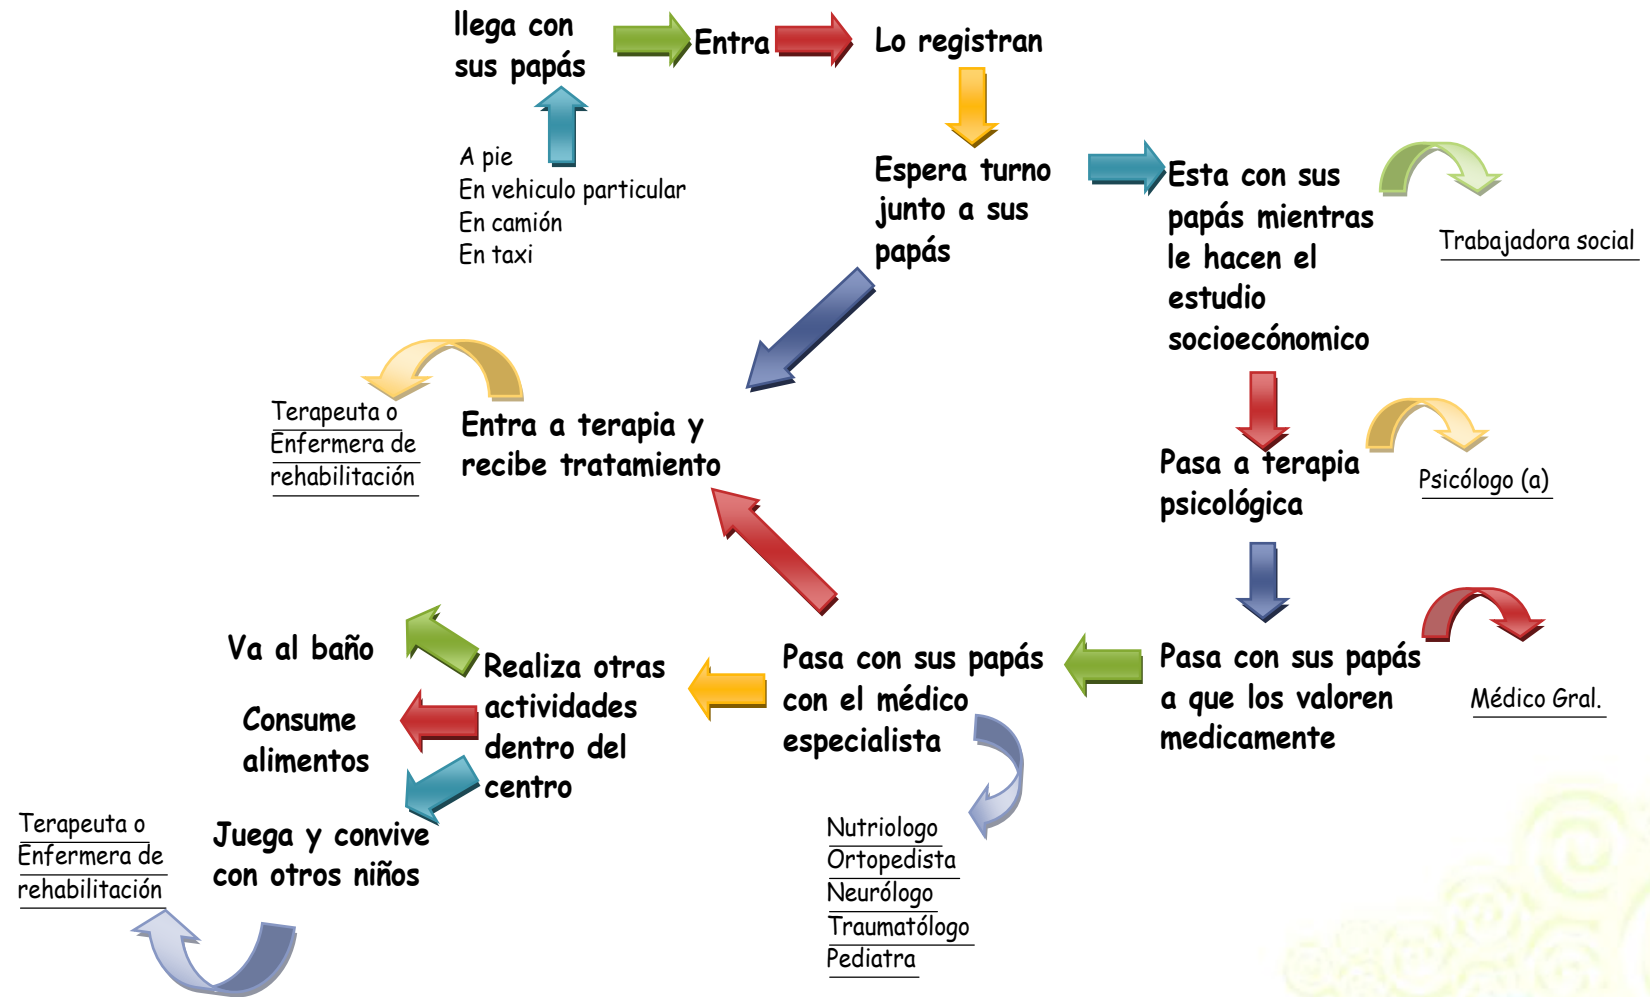 llega con
sus papás
Entra
Lo registran
A pie
En vehiculo particular
En camión
En taxi
Espera turno
junto a sus
papás
Esta con sus
papás mientras
le hacen el
estudio
socioecónomico
Trabajadora social
Terapeuta o
Enfermera de
rehabilitación
Entra a terapia y
recibe tratamiento
Pasa a terapia
psicológica
Psicólogo (a)
Va al baño
Consume
alimentos
Juega y convive
con otros niños
Realiza otras
actividades
dentro del
centro
Pasa con sus papás
con el médico
especialista
Pasa con sus papás
a que los valoren
medicamente
Médico Gral.
Terapeuta o
Enfermera de
rehabilitación
Nutriologo
Ortopedista
Neurólogo
Traumatólogo
Pediatra